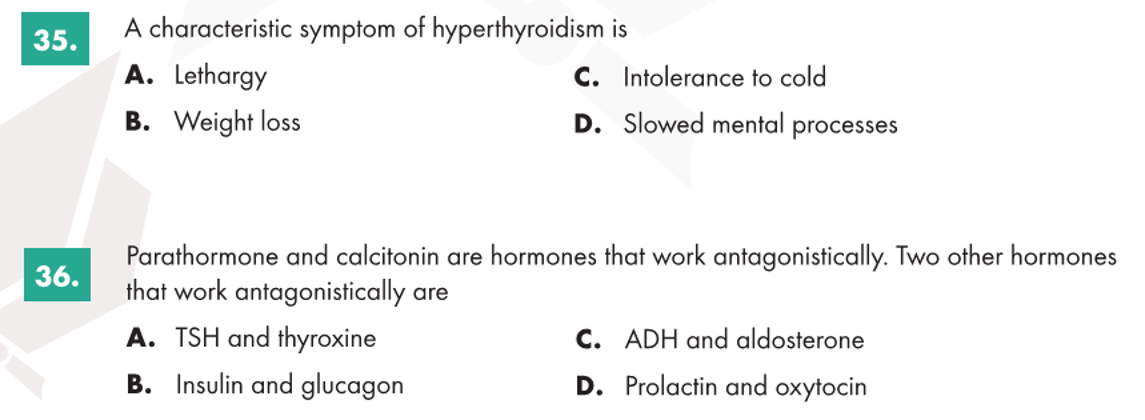 35. A characteristic symptom of hyperthyroidism is
A. Lethargy
C. Intolerance to cold
B. Weight loss
D. Slowed mental processes
36. Parathormone and calcitonin are hormones that work antagonistically. Two other hormones
that work antagonistically are
A. TSH and thyroxine
C. ADH and aldosterone
B. Insulin and glucagon
D. Prolactin and oxytocin